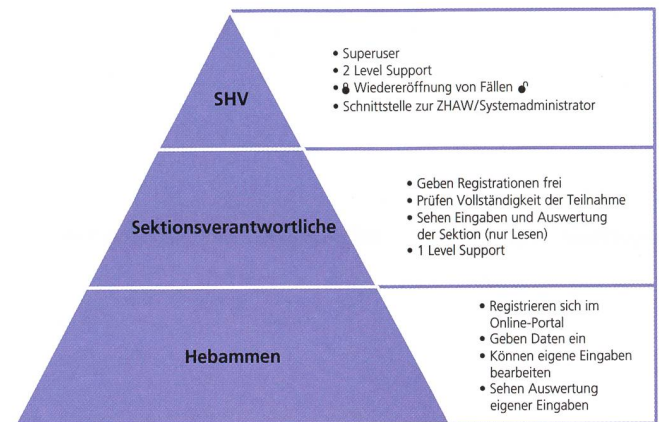 SHV
• Superuser
• 2 Level Support
• 🔒 Wiedereröffnung von Fällen 🔓
• Schnittstelle zur ZHAW/Systemadministrator
Sektionsverantwortliche
• Geben Registrationen frei
• Prüfen Vollständigkeit der Teilnahme
• Sehen Eingaben und Auswertung
der Sektion (nur Lesen)
• 1 Level Support
Hebammen
• Registrieren sich im
Online-Portal
• Geben Daten ein
• Können eigene Eingaben
bearbeiten
• Sehen Auswertung
eigener Eingaben